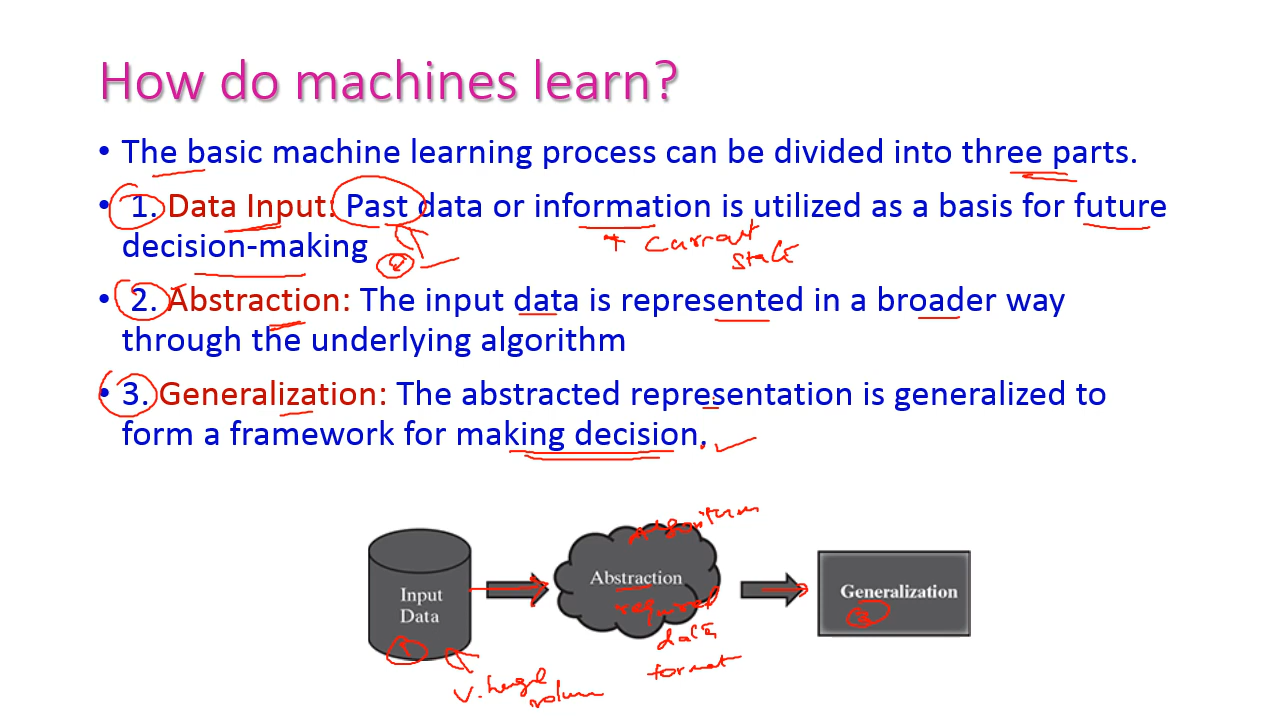 How do machines learn?
• The basic machine learning process can be divided into three parts.
• 1. Data Input: Past data or information is utilized as a basis for future
decision-making
+ Current
state
• 2. Abstraction: The input data is represented in a broader way
through the underlying algorithm
• 3. Generalization: The abstracted representation is generalized to
form a framework for making decision.
Algorithm
Input
Data
Abstraction
Generalization
required
data
format
1
3
V. huge
volume